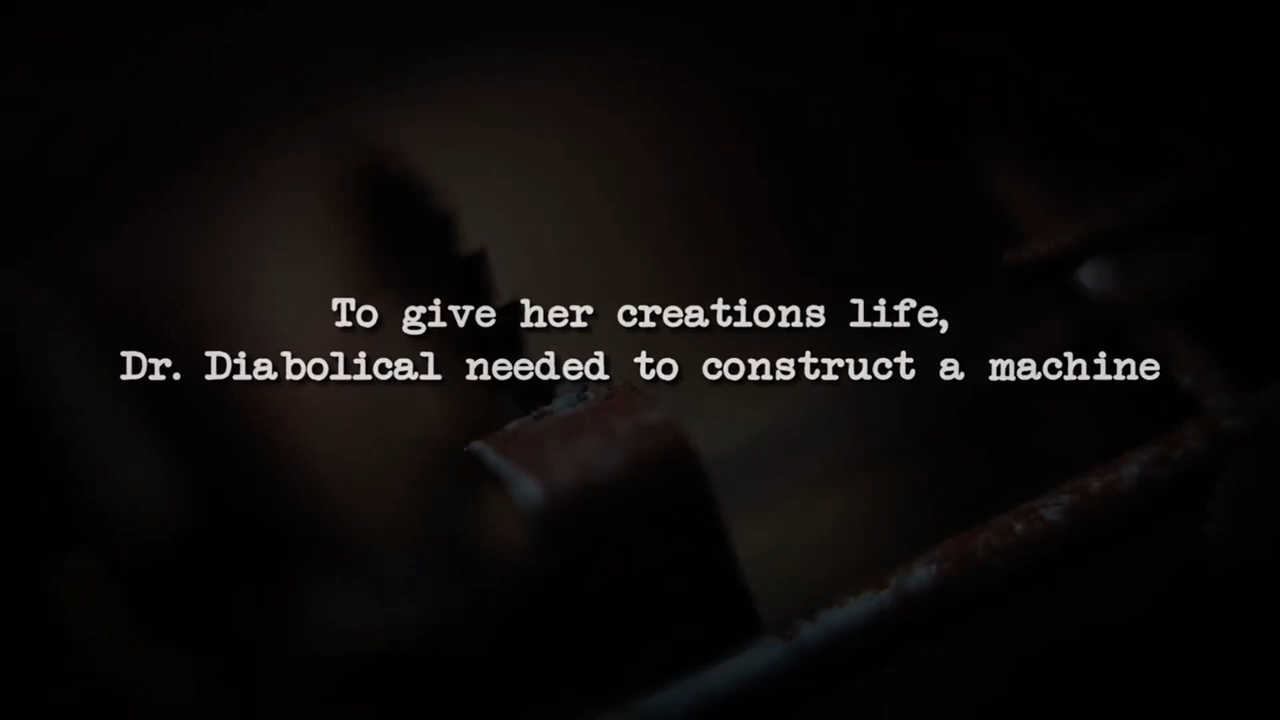 To give her creations life,
Dr. Diabolical needed to construct a machine